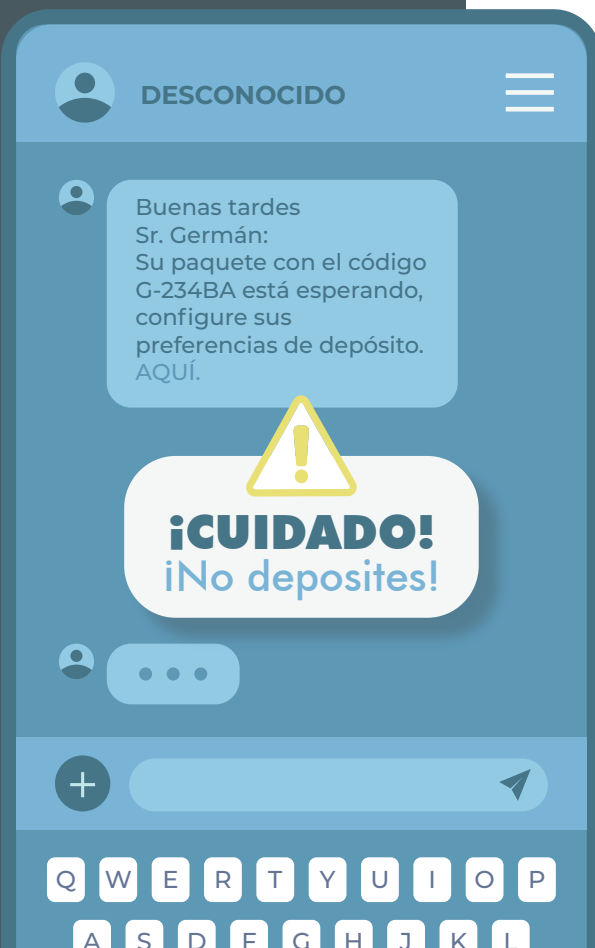 DESCONOCIDO
Buenas tardes
Sr. Germán:
Su paquete con el código
G-234BA está esperando,
configure sus
preferencias de depósito.
AQUÍ.
¡CUIDADO!
¡No deposites!
Q W E R T Y U I O P
A S D F G H J K L